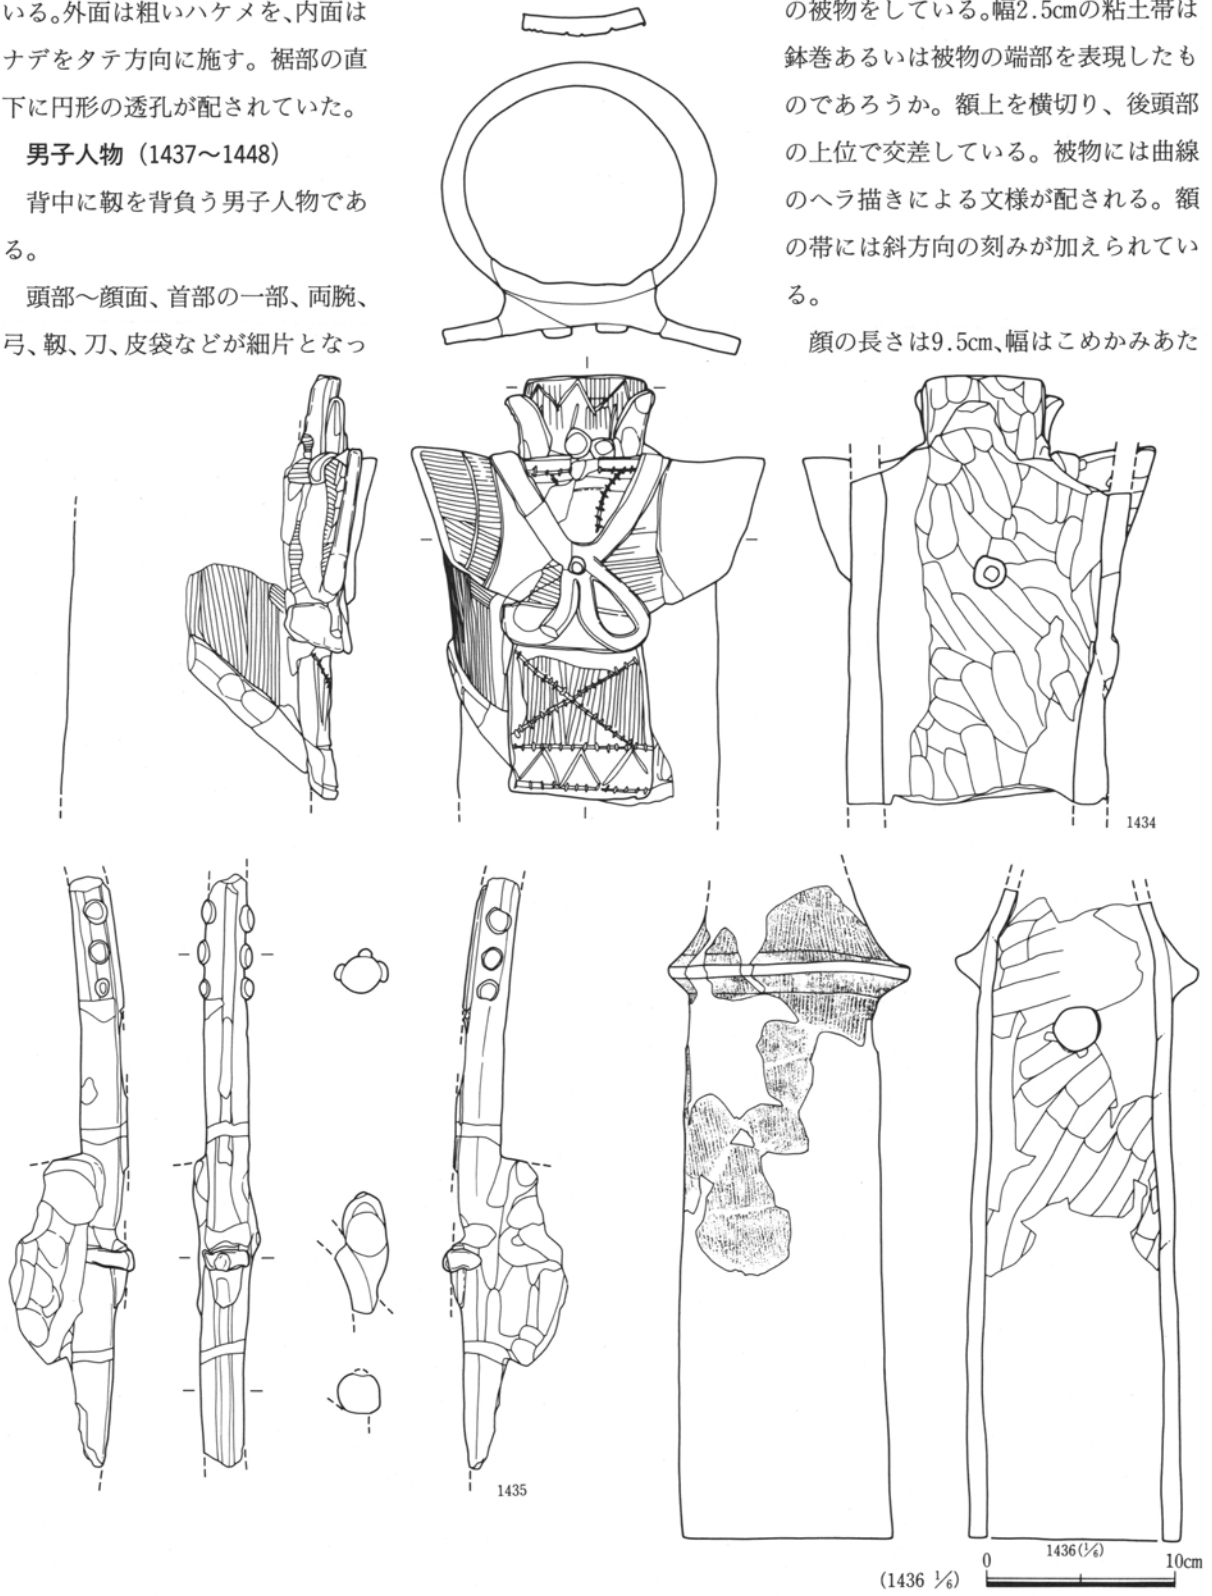 いる。外面は粗いハケメを、内面は
ナデをタテ方向に施す。裾部の直
下に円形の透孔が配されていた。
男子人物（1437～1448）
背中に靱を背負う男子人物であ
る。
頭部～顔面、首部の一部、両腕、
弓、靱、刀、皮袋などが細片となっ
の被物をしている。幅2.5cmの粘土帯は
鉢巻あるいは被物の端部を表現したも
のであろうか。額上を横切り、後頭部
の上位で交差している。被物には曲線
のヘラ描きによる文様が配される。額
の帯には斜方向の刻みが加えられてい
る。
顔の長さは9.5cm、幅はこめかみあた
1434
1435
1436(⅙)
(1436 ⅙)
0 10cm